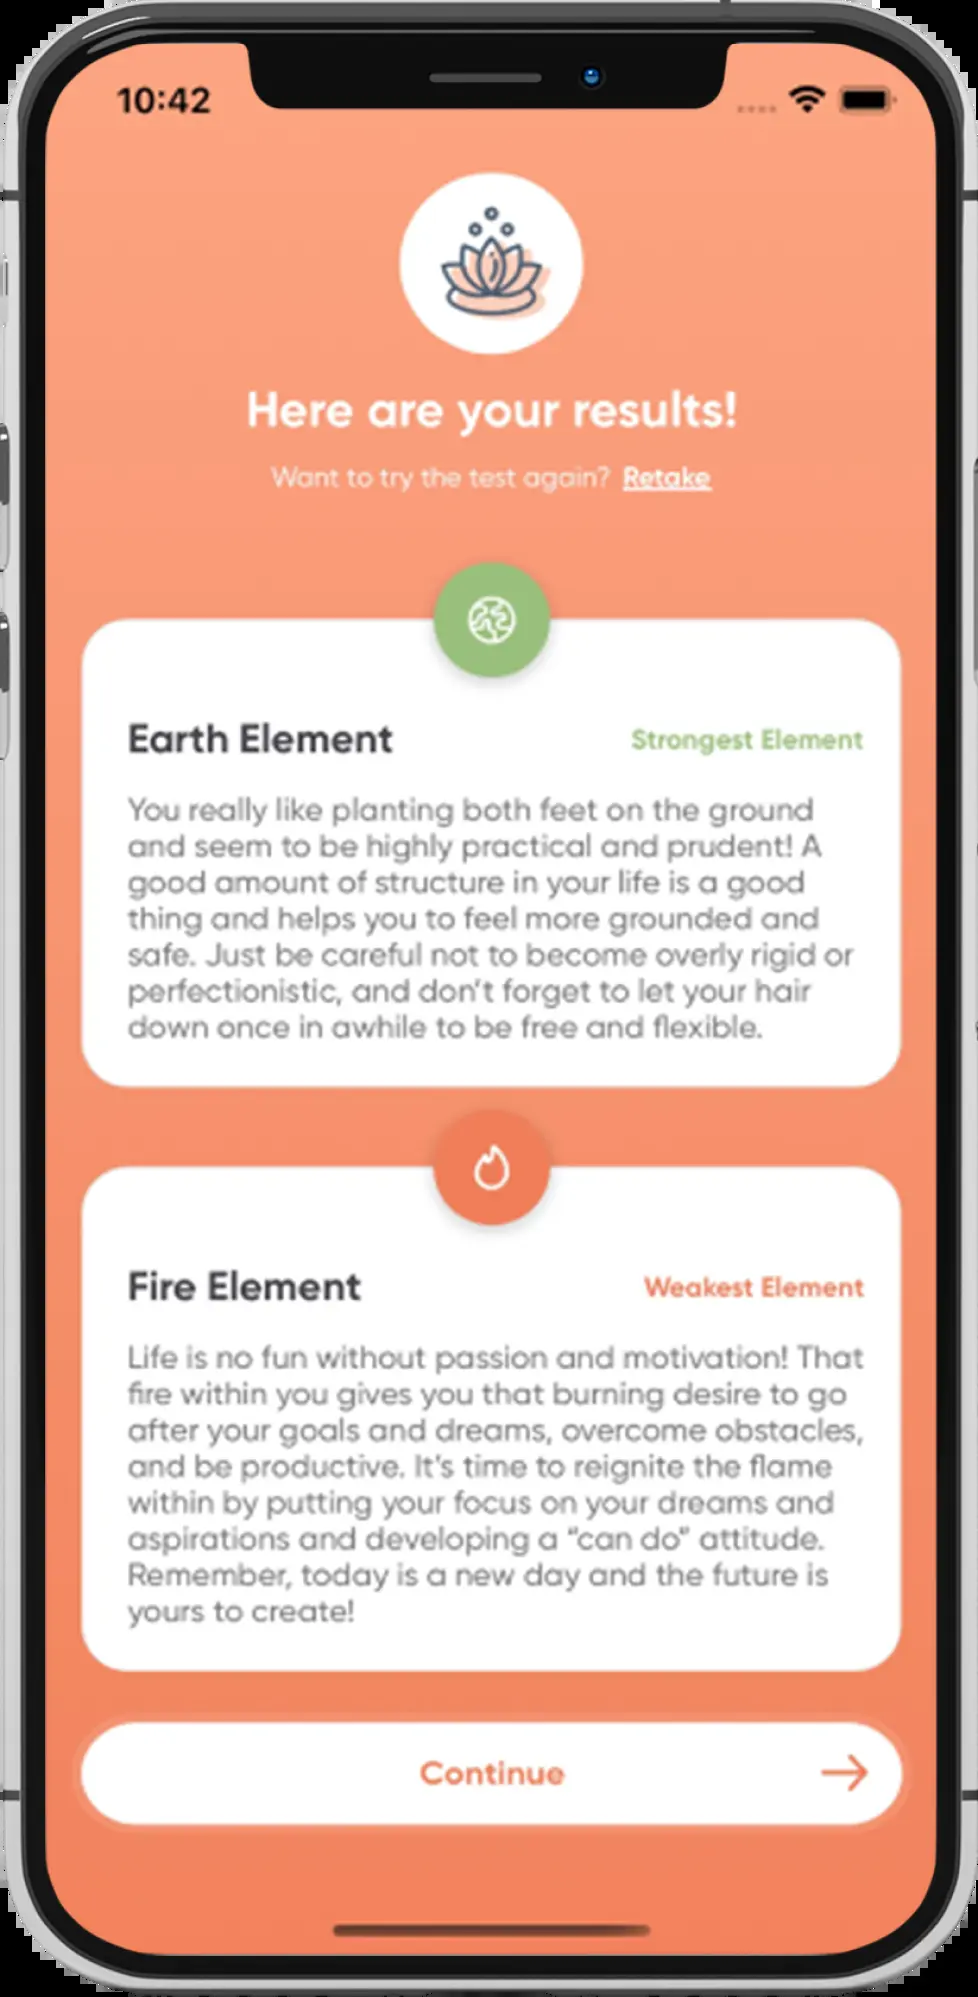 10:42
Here are your results!
Want to try the test again? Retake
Earth Element
Strongest Element
You really like planting both feet on the ground
and seem to be highly practical and prudent! A
good amount of structure in your life is a good
thing and helps you to feel more grounded and
safe. Just be careful not to become overly rigid or
perfectionistic, and don't forget to let your hair
down once in awhile to be free and flexible.
Fire Element
Weakest Element
Life is no fun without passion and motivation! That
fire within you gives you that burning desire to go
after your goals and dreams, overcome obstacles,
and be productive. It's time to reignite the flame
within by putting your focus on your dreams and
aspirations and developing a "can do" attitude.
Remember, today is a new day and the future is
yours to create!
Continue